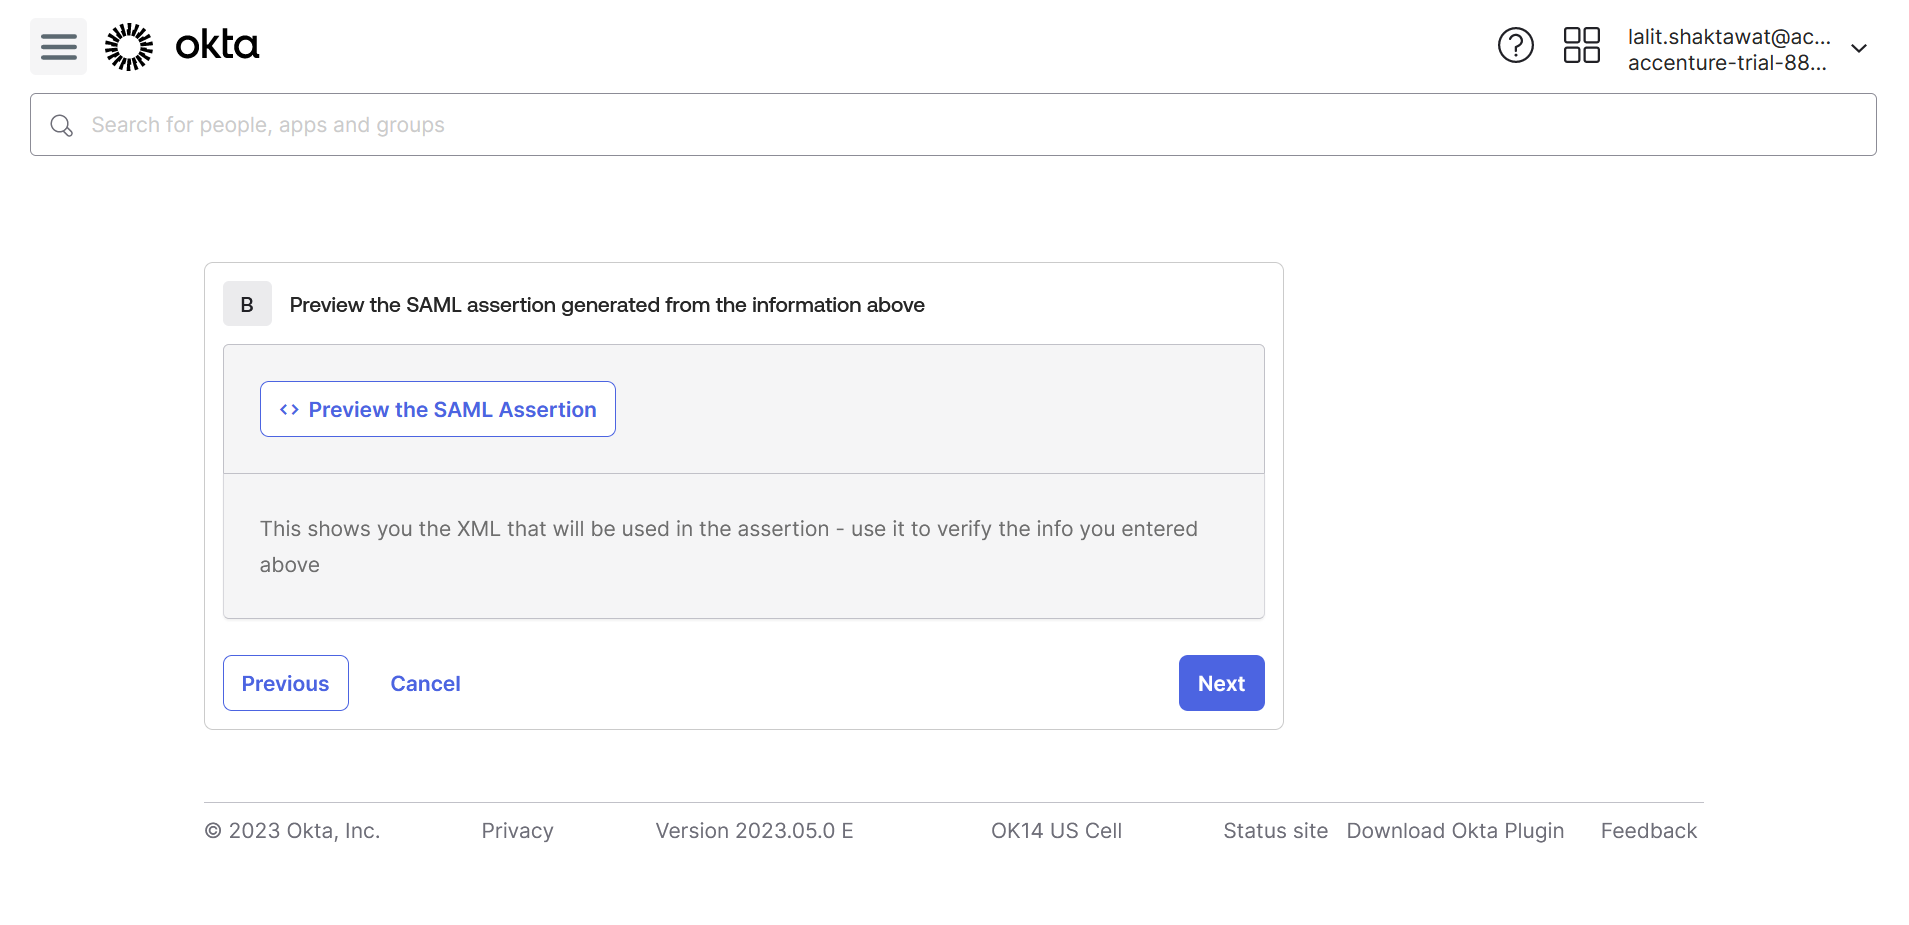 okta
lalit.shaktawat@ac...
accenture-trial-88...
Search for people, apps and groups
B Preview the SAML assertion generated from the information above
<> Preview the SAML Assertion
This shows you the XML that will be used in the assertion - use it to verify the info you entered
above
Previous Cancel Next
© 2023 Okta, Inc. Privacy Version 2023.05.0 E OK14 US Cell Status site Download Okta Plugin Feedback